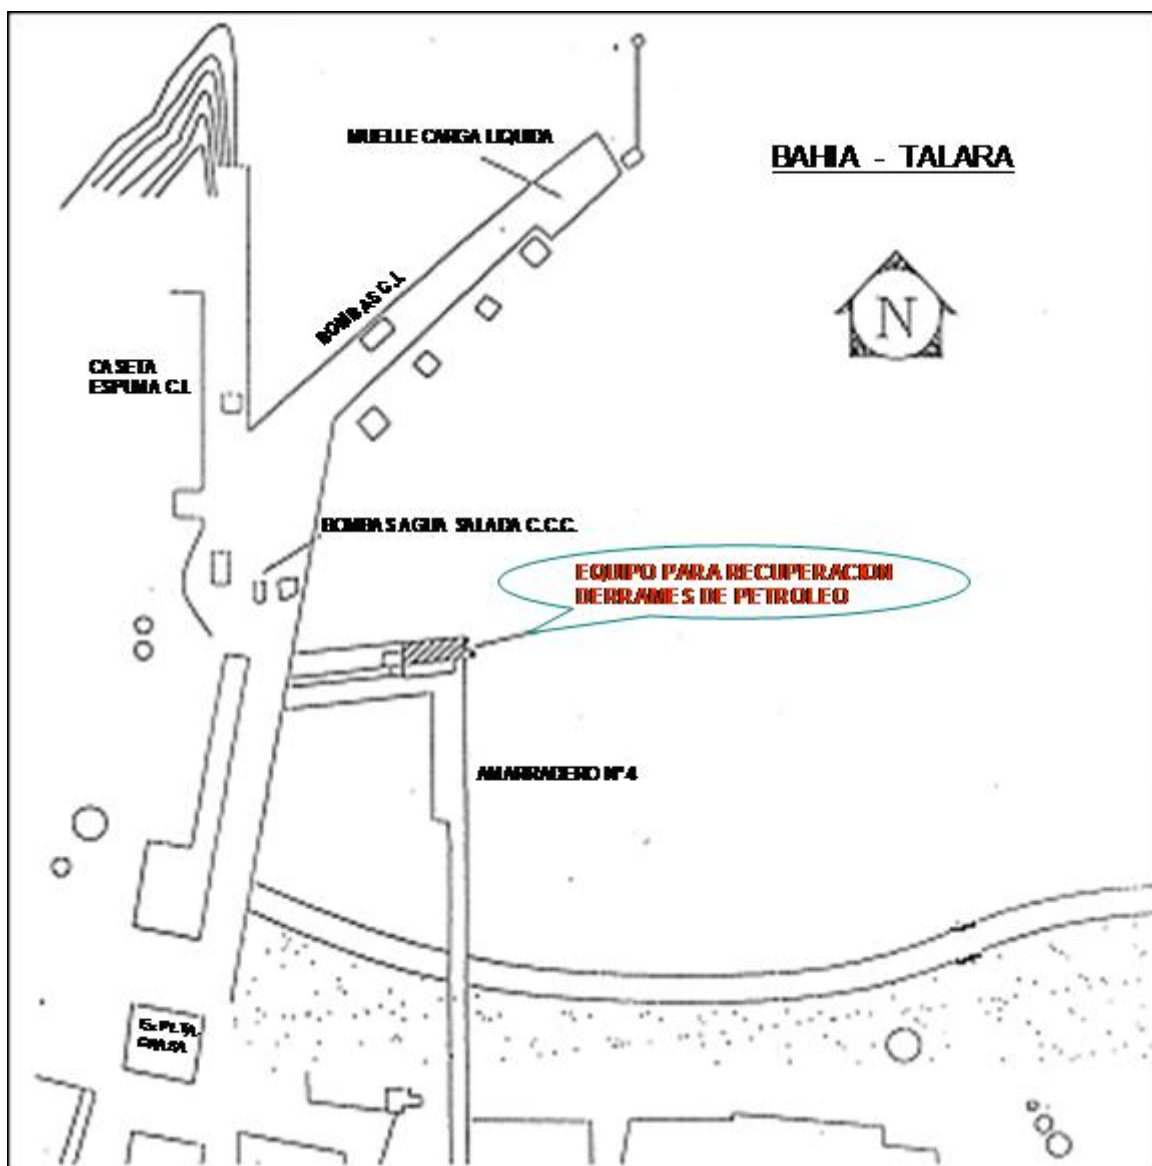 MUELLE CARGA LIQUIDA
BAHIA - TALARA
N
BOMBAS C.I.
CASETA
ESPUMA C.I.
BOMBAS AGUA SALADA C.C.C.
EQUIPO PARA RECUPERACION
DERRAMES DE PETROLEO
AMARRADERO Nº 4